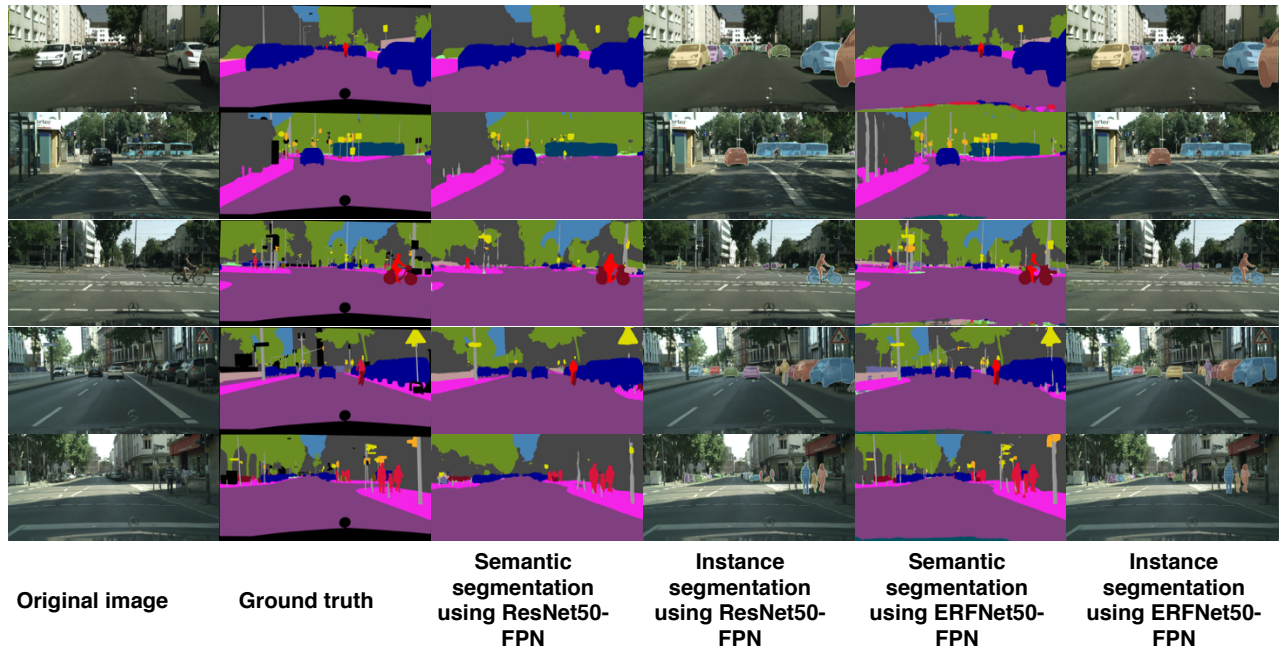 Original image
Ground truth
Semantic
segmentation
using ResNet50-
FPN
Instance
segmentation
using ResNet50-
FPN
Semantic
segmentation
using ERFNet50-
FPN
Instance
segmentation
using ERFNet50-
FPN